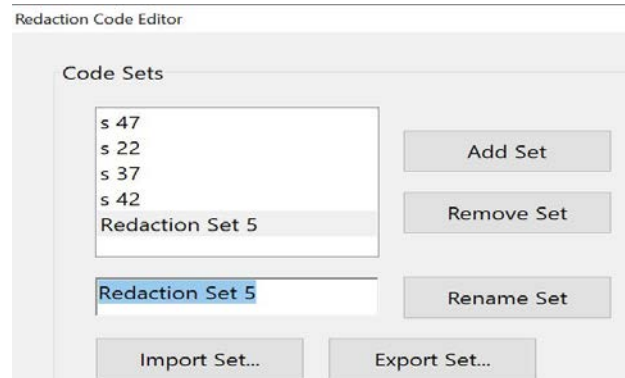 Redaction Code Editor
Code Sets
s 47
s 22
s 37
s 42
Redaction Set 5
Add Set
Remove Set
Redaction Set 5
Rename Set
Import Set...
Export Set...